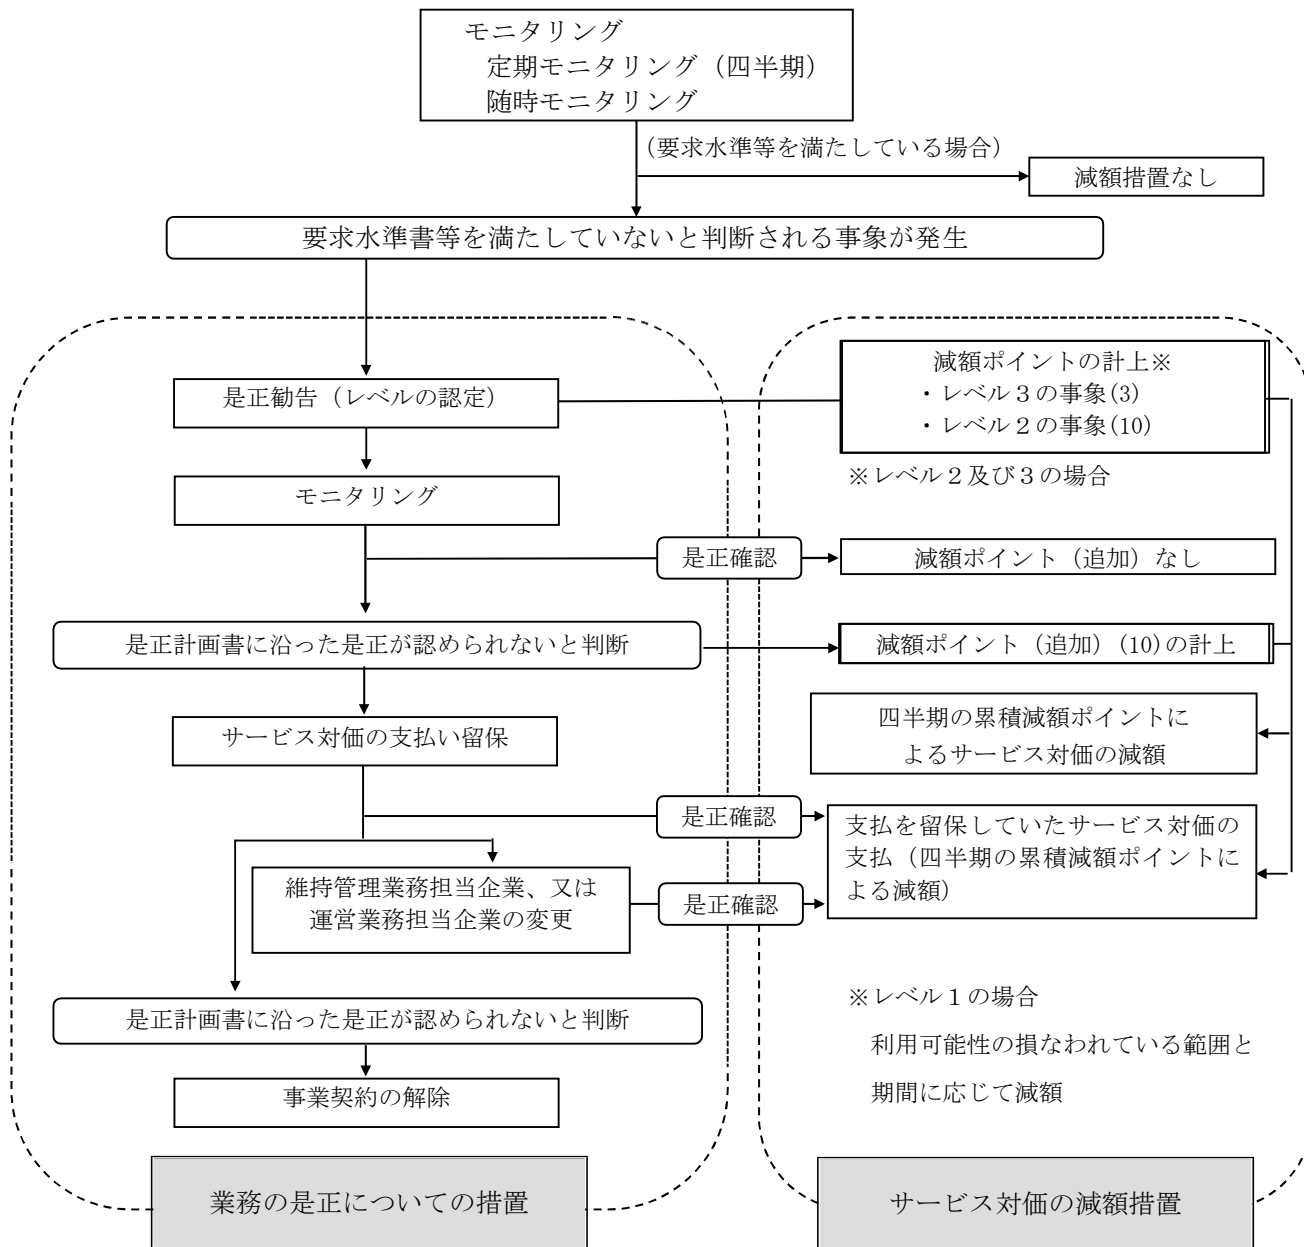 モニタリング
定期モニタリング（四半期）
随時モニタリング
（要求水準等を満たしている場合）
減額措置なし
要求水準書等を満たしていないと判断される事象が発生
減額ポイントの計上※
・レベル３の事象(3)
・レベル２の事象(10)
是正勧告（レベルの認定）
※レベル２及び３の場合
モニタリング
是正確認
減額ポイント（追加）なし
是正計画書に沿った是正が認められないと判断
減額ポイント（追加）(10)の計上
四半期の累積減額ポイントに
よるサービス対価の減額
サービス対価の支払い留保
是正確認
支払を留保していたサービス対価の
支払（四半期の累積減額ポイントに
よる減額）
維持管理業務担当企業、又は
運営業務担当企業の変更
是正確認
※レベル１の場合
利用可能性の損なわれている範囲と
期間に応じて減額
是正計画書に沿った是正が認められないと判断
事業契約の解除
業務の是正についての措置
サービス対価の減額措置